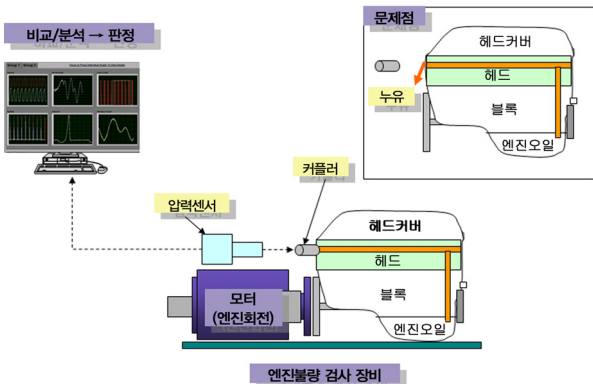 비교/분석 → 판정
문제점
헤드커버
헤드
누유
블록
엔진오일
커플러
압력센서
헤드커버
헤드
모터
(엔진회전)
블록
엔진오일
엔진불량 검사 장비